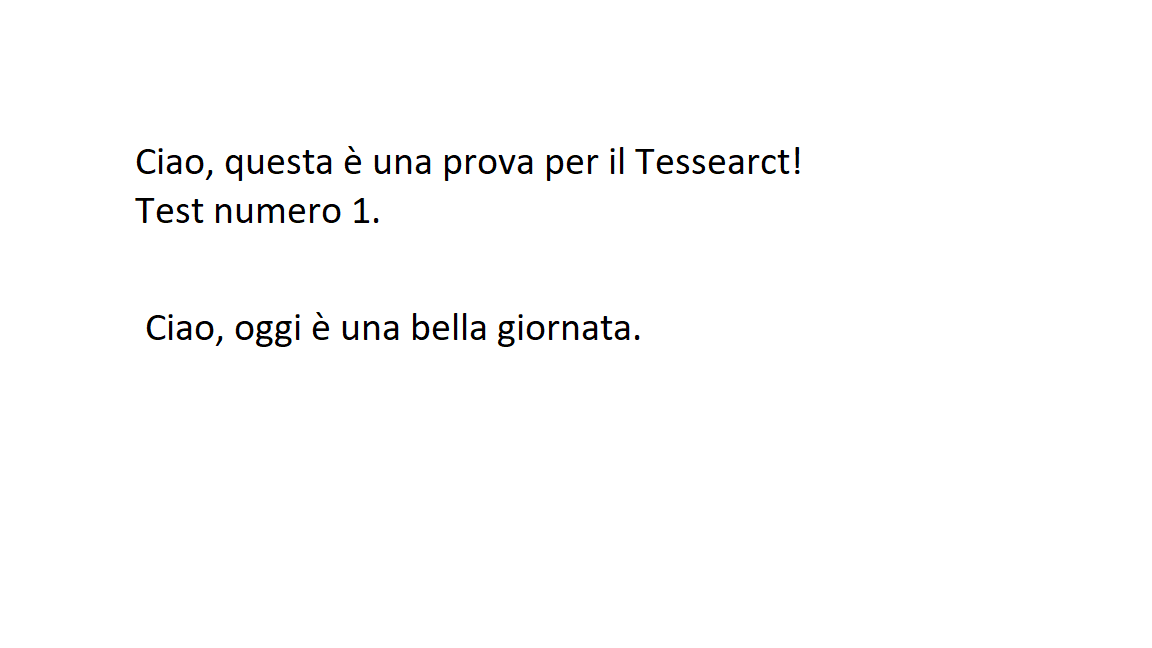 Ciao, questa è una prova per il Tessearct!
Test numero 1.
Ciao, oggi è una bella giornata.